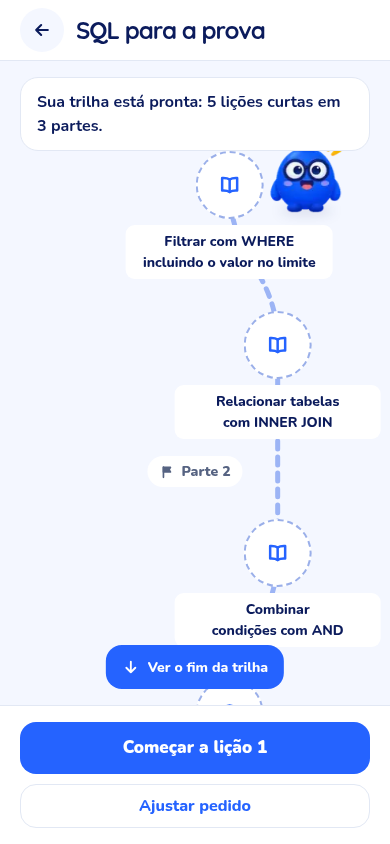 SQL para a prova
Sua trilha está pronta: 5 lições curtas em
3 partes.
Filtrar com WHERE
incluindo o valor no limite
Relacionar tabelas
com INNER JOIN
Parte 2
Combinar
condições com AND
Ver o fim da trilha
Começar a lição 1
Ajustar pedido